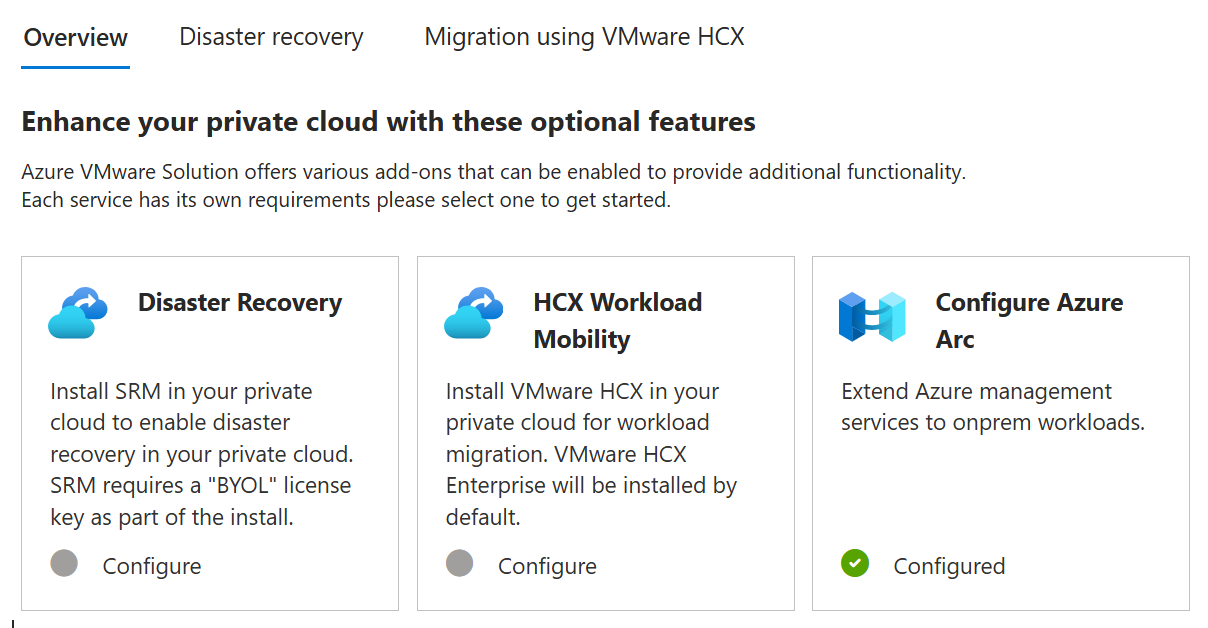 Overview Disaster recovery Migration using VMware HCX
Enhance your private cloud with these optional features
Azure VMware Solution offers various add-ons that can be enabled to provide additional functionality.
Each service has its own requirements please select one to get started.
Disaster Recovery
Install SRM in your private
cloud to enable disaster
recovery in your private cloud.
SRM requires a "BYOL" license
key as part of the install.
Configure
HCX Workload
Mobility
Install VMware HCX in your
private cloud for workload
migration. VMware HCX
Enterprise will be installed by
default.
Configure
Configure Azure
Arc
Extend Azure management
services to onprem workloads.
Configured